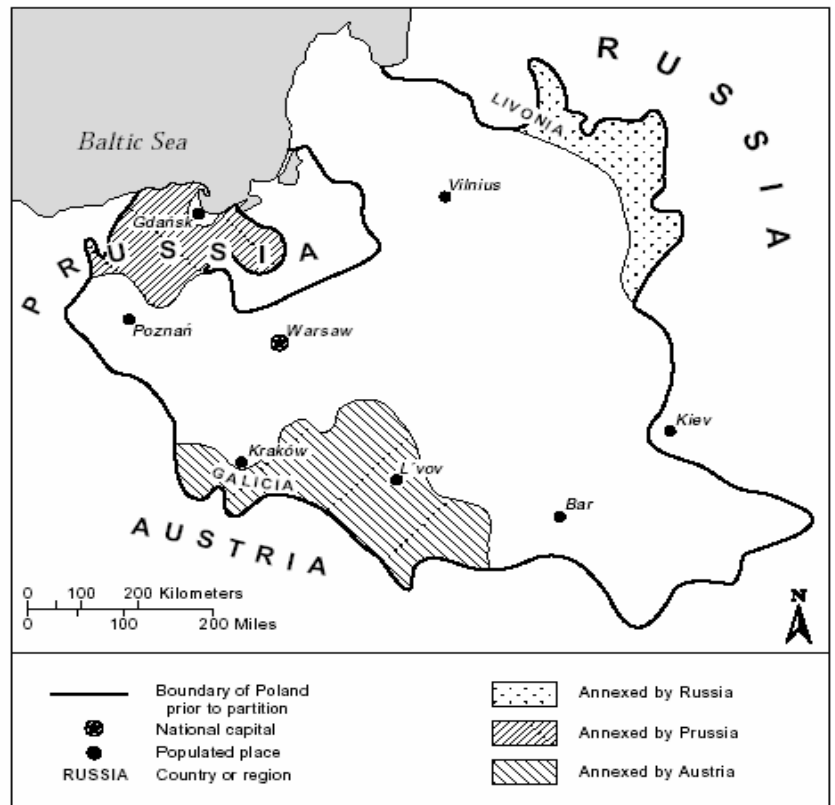 RUSSIA
LIVONIA
Baltic Sea
Vilnius
Gdańsk
PRUSSIA
Poznań
Warsaw
Kiev
Kraków
L'vov
GALICIA
Bar
AUSTRIA
0 100 200 Kilometers
0 100 200 Miles
N
Boundary of Poland
prior to partition
National capital
Populated place
RUSSIA Country or region
Annexed by Russia
Annexed by Prussia
Annexed by Austria